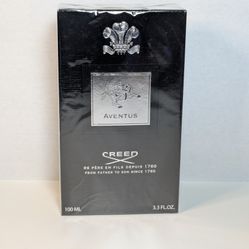 AVENTUS
CREED
DE PÈRE EN FILS DEPUIS 1760
FROM FATHER TO SON SINCE 1760
100 ML 3.3 FL.OZ.